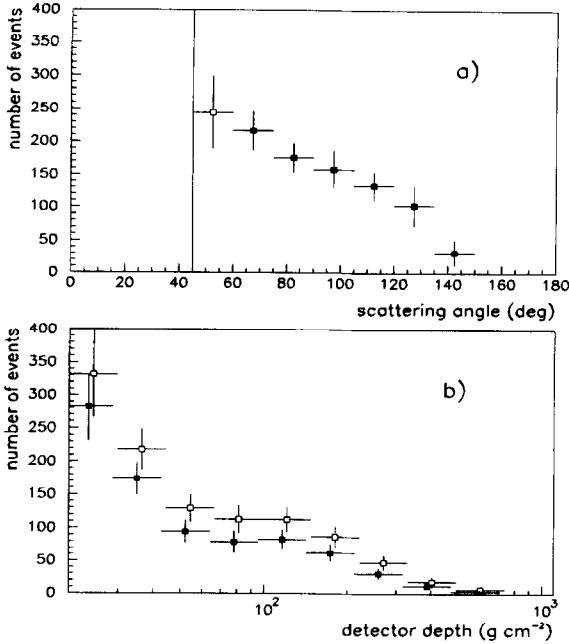 number of events
400
350
300
250
200
150
100
50
0
a)
0 20 40 60 80 100 120 140 160 180
scattering angle (deg)
number of events
400
350
300
250
200
150
100
50
0
b)
10² 10³
detector depth (g cm⁻²)